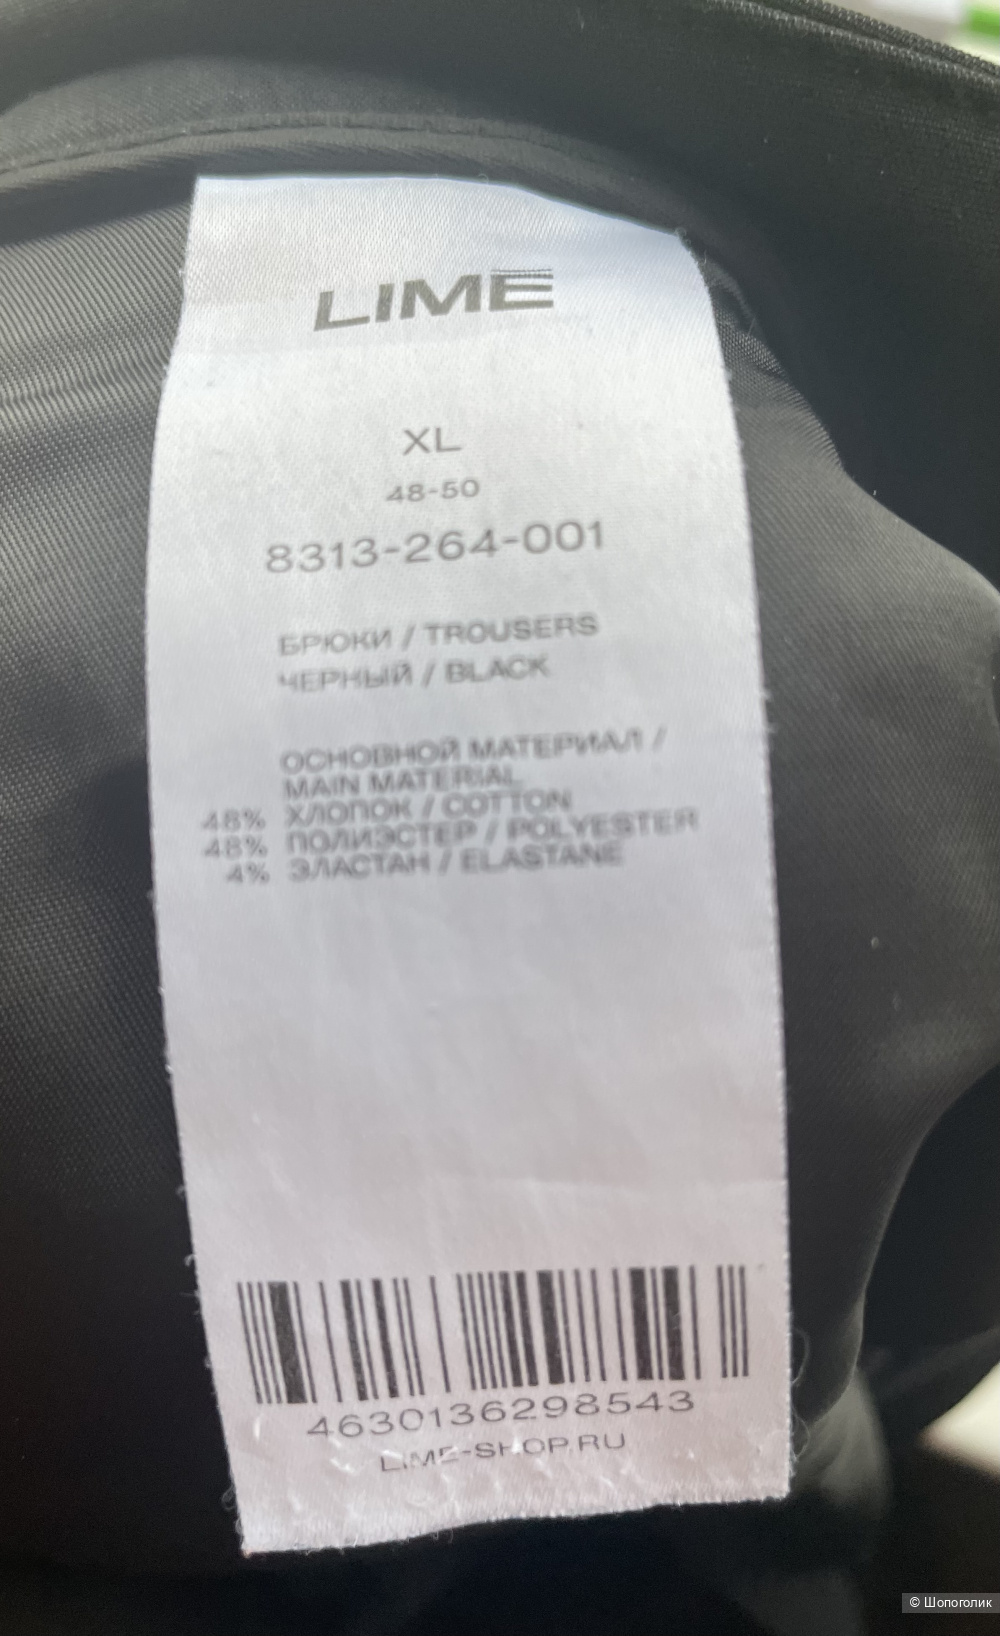 LIME
XL
48-50
8313-264-001
БРЮКИ / TROUSERS
ЧЕРНЫЙ / BLACK
ОСНОВНОЙ МАТЕРИАЛ /
MAIN MATERIAL
48% ХЛОПОК / COTTON
48% ПОЛИЭСТЕР / POLYESTER
4% ЭЛАСТАН / ELASTANE
4630136298543
LIME-SHOP.RU
© Шопоголик